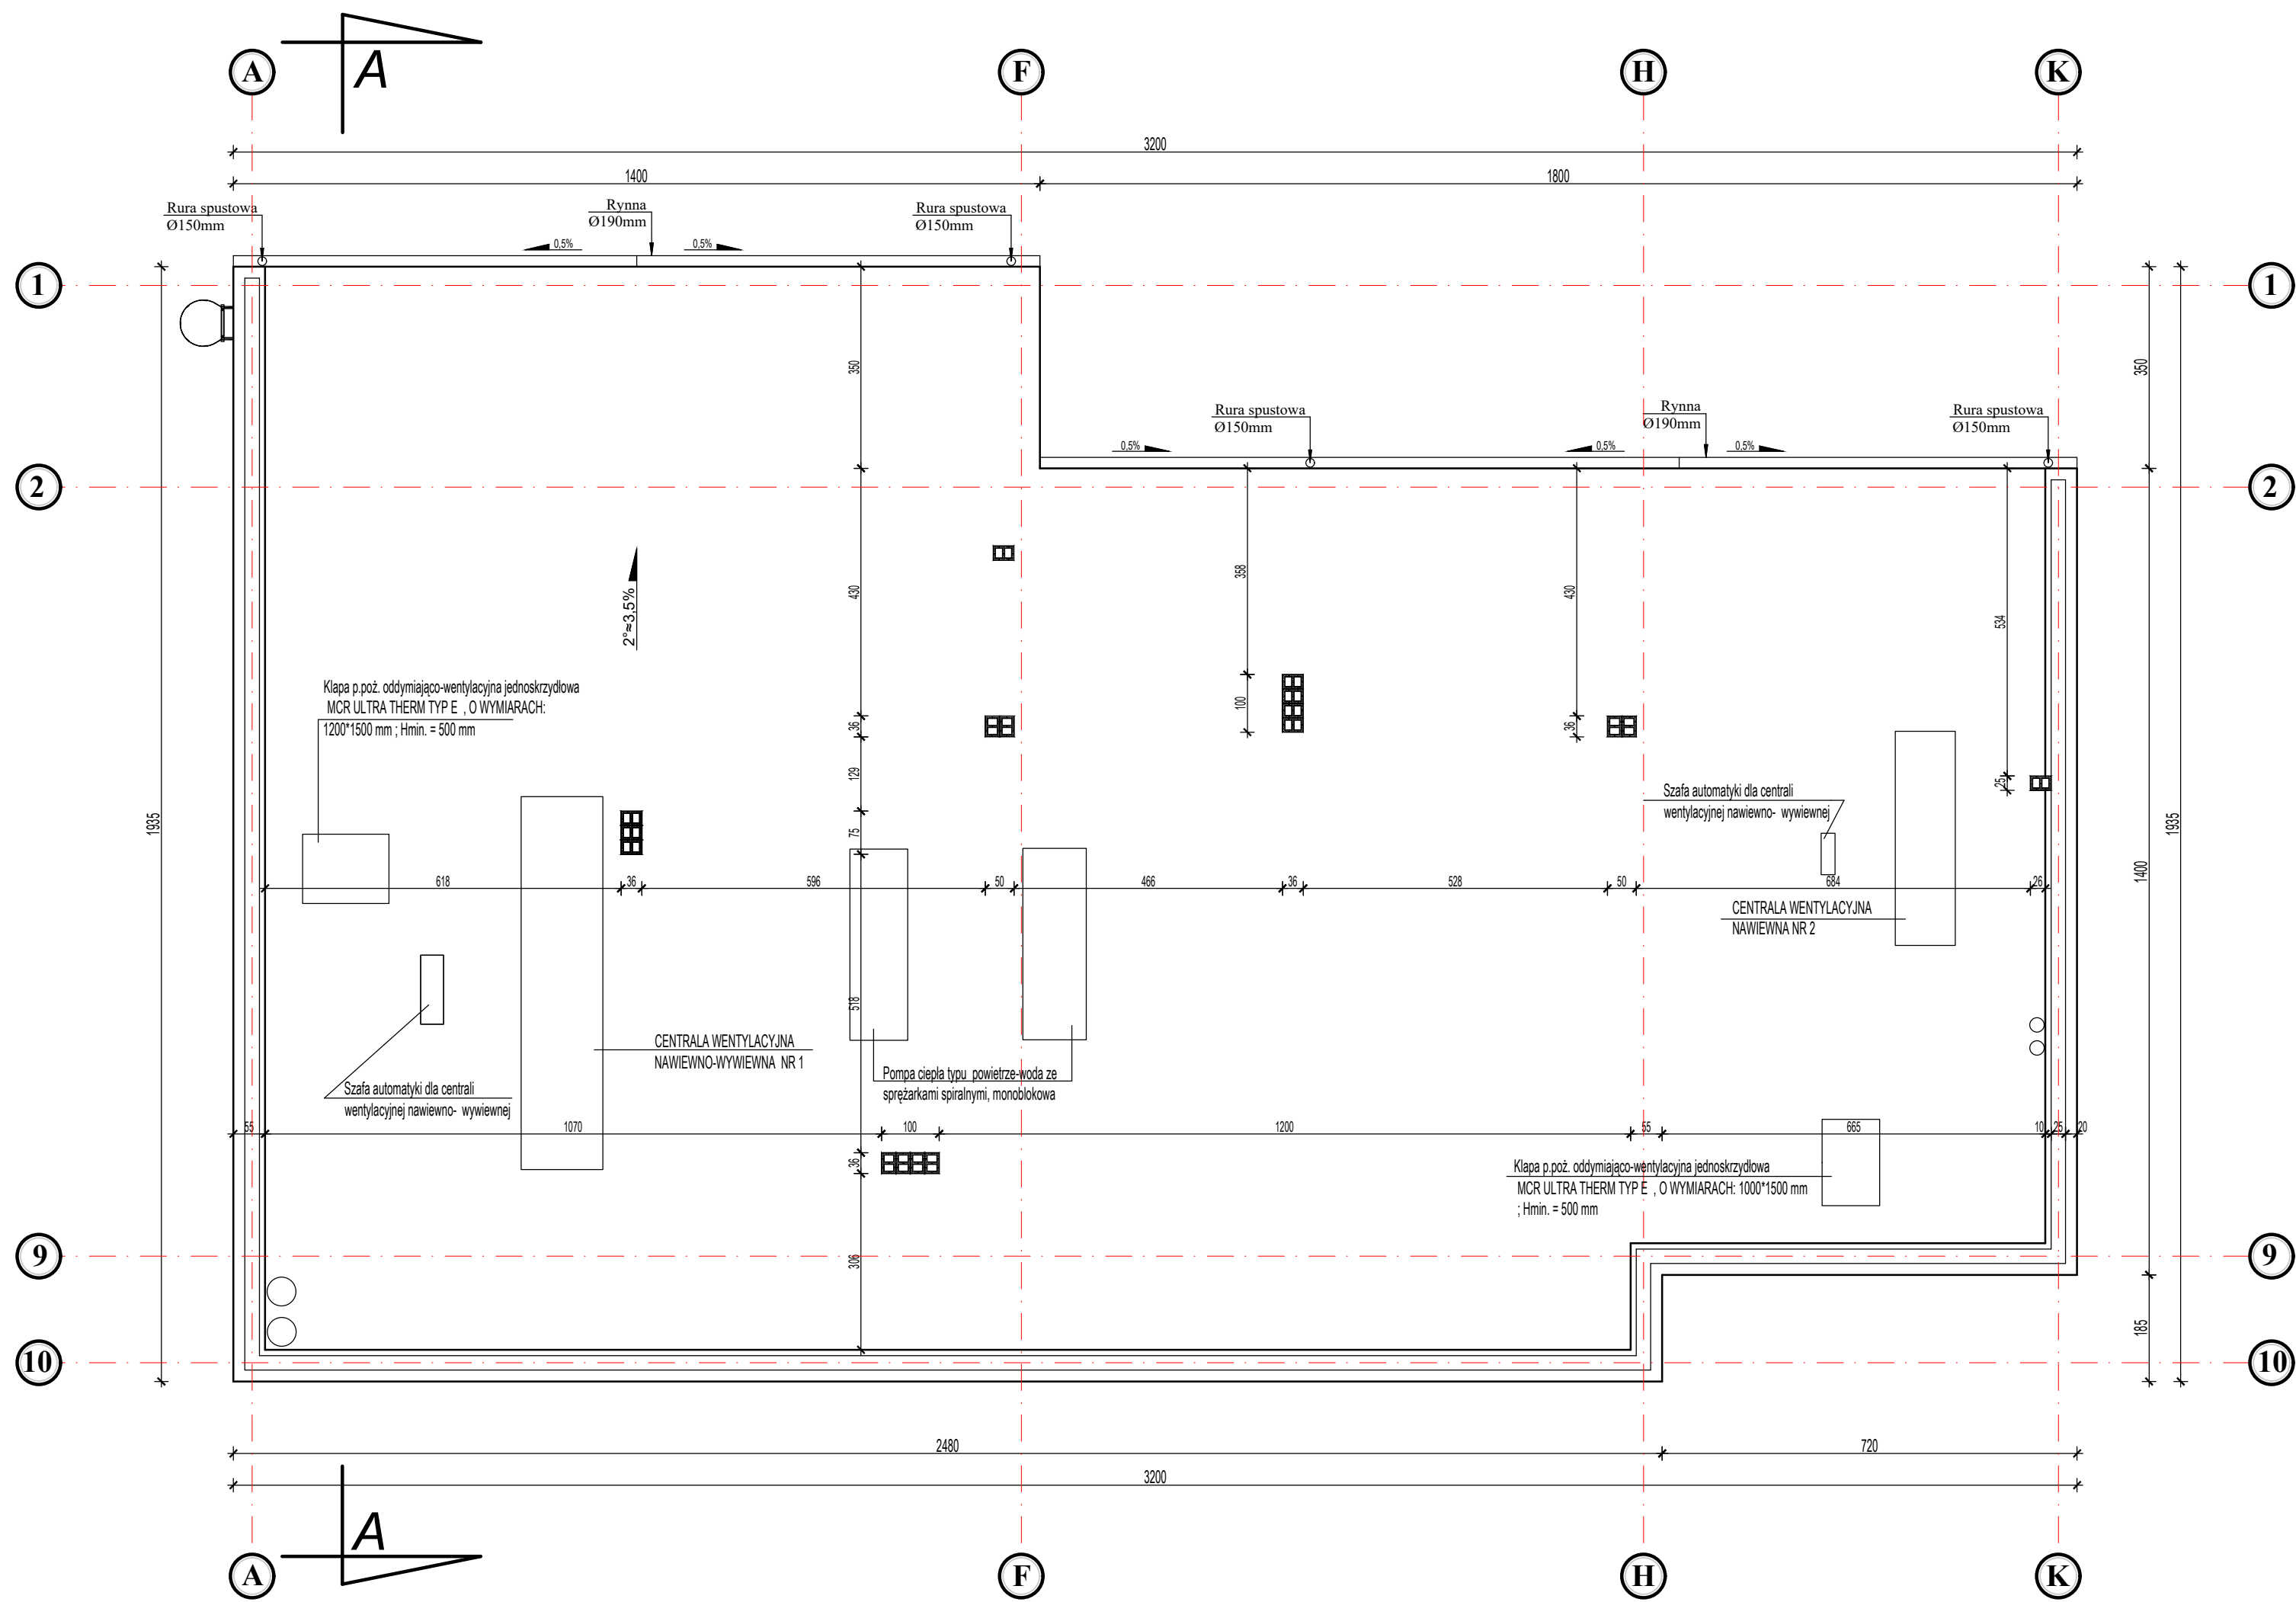 A
A
F
H
K
3200
1400
1800
Rura spustowa
Ø150mm
Rynna
Ø190mm
Rura spustowa
Ø150mm
0,5%
0,5%
1
1
350
350
Rura spustowa
Ø150mm
Rynna
Ø190mm
Rura spustowa
Ø150mm
0,5%
0,5%
0,5%
2
2
358
430
430
534
2°≈3,5%
Klapa p.poż. oddymiająco-wentylacyjna jednoskrzydłowa
MCR ULTRA THERM TYP E , O WYMIARACH:
1200*1500 mm ; Hmin. = 500 mm
100
36
36
129
25
Szafa automatyki dla centrali
wentylacyjnej nawiewno- wywiewnej
1935
75
1935
1400
618
36
596
50
466
36
528
50
684
26
CENTRALA WENTYLACYJNA
NAWIEWNA NR 2
518
CENTRALA WENTYLACYJNA
NAWIEWNO-WYWIEWNA NR 1
Pompa ciepła typu powietrze-woda ze
sprężarkami spiralnymi, monoblokowa
Szafa automatyki dla centrali
wentylacyjnej nawiewno- wywiewnej
55
1070
100
1200
55
665
10
25
20
36
Klapa p.poż. oddymiająco-wentylacyjna jednoskrzydłowa
MCR ULTRA THERM TYP E , O WYMIARACH: 1000*1500 mm
; Hmin. = 500 mm
9
306
9
185
10
10
2480
720
3200
A
A
F
H
K